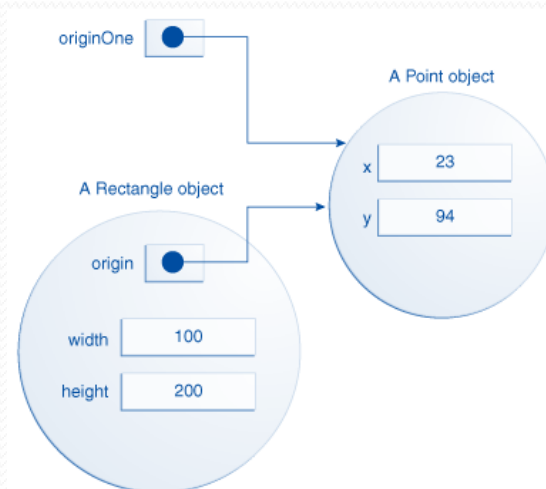 originOne
A Point object
x 23
y 94
A Rectangle object
origin
width 100
height 200